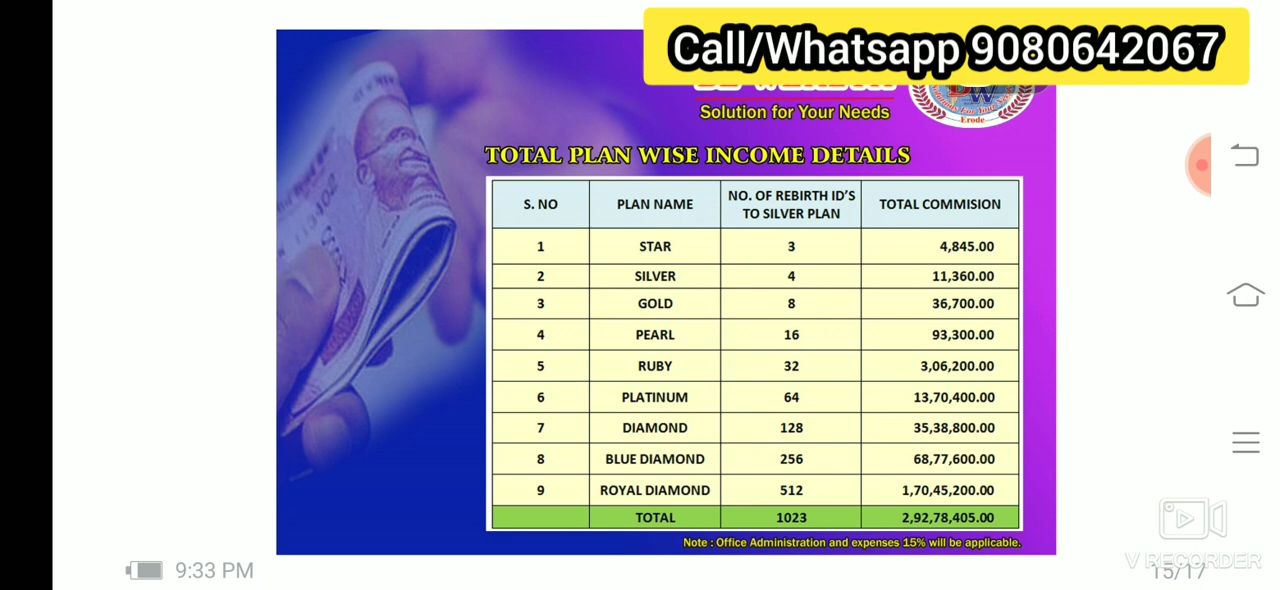 Call/Whatsapp 9080642067
Solution for Your Needs
Erode
TOTAL PLAN WISE INCOME DETAILS
S. NO PLAN NAME NO. OF REBIRTH ID'S TO SILVER PLAN TOTAL COMMISION
1 STAR 3 4,845.00
2 SILVER 4 11,360.00
3 GOLD 8 36,700.00
4 PEARL 16 93,300.00
5 RUBY 32 3,06,200.00
6 PLATINUM 64 13,70,400.00
7 DIAMOND 128 35,38,800.00
8 BLUE DIAMOND 256 68,77,600.00
9 ROYAL DIAMOND 512 1,70,45,200.00
TOTAL 1023 2,92,78,405.00
Note : Office Administration and expenses 15% will be applicable.
9:33 PM
V RECORDER
15/17